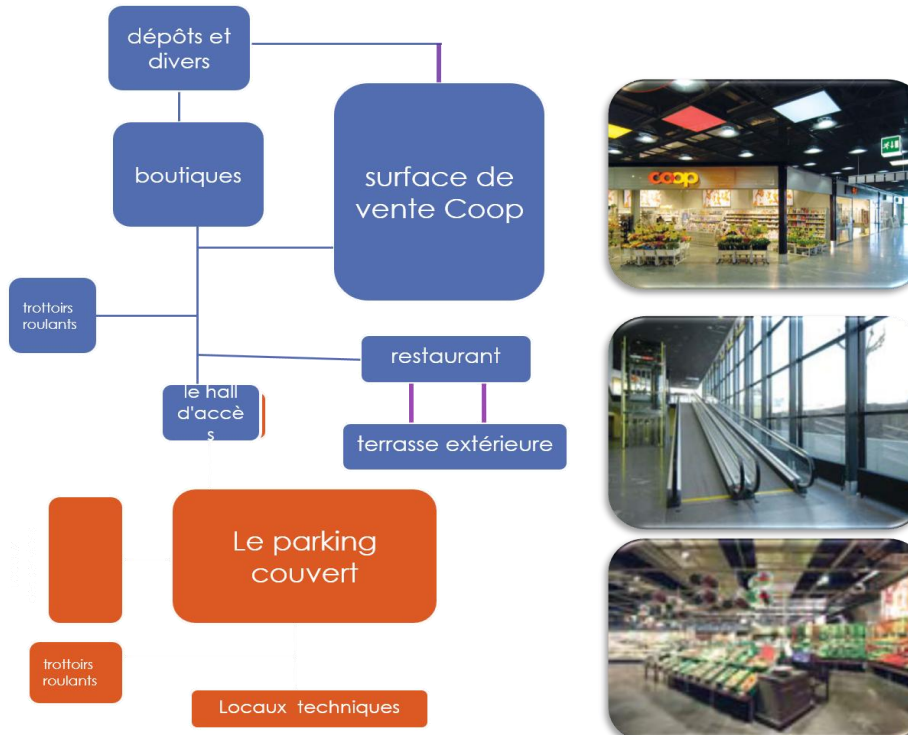 dépôts et
divers
boutiques
surface de
vente Coop
coop
trottoirs
roulants
restaurant
le hall
d'accè
s
terrasse extérieure
Le parking
couvert
trottoirs
roulants
Locaux techniques